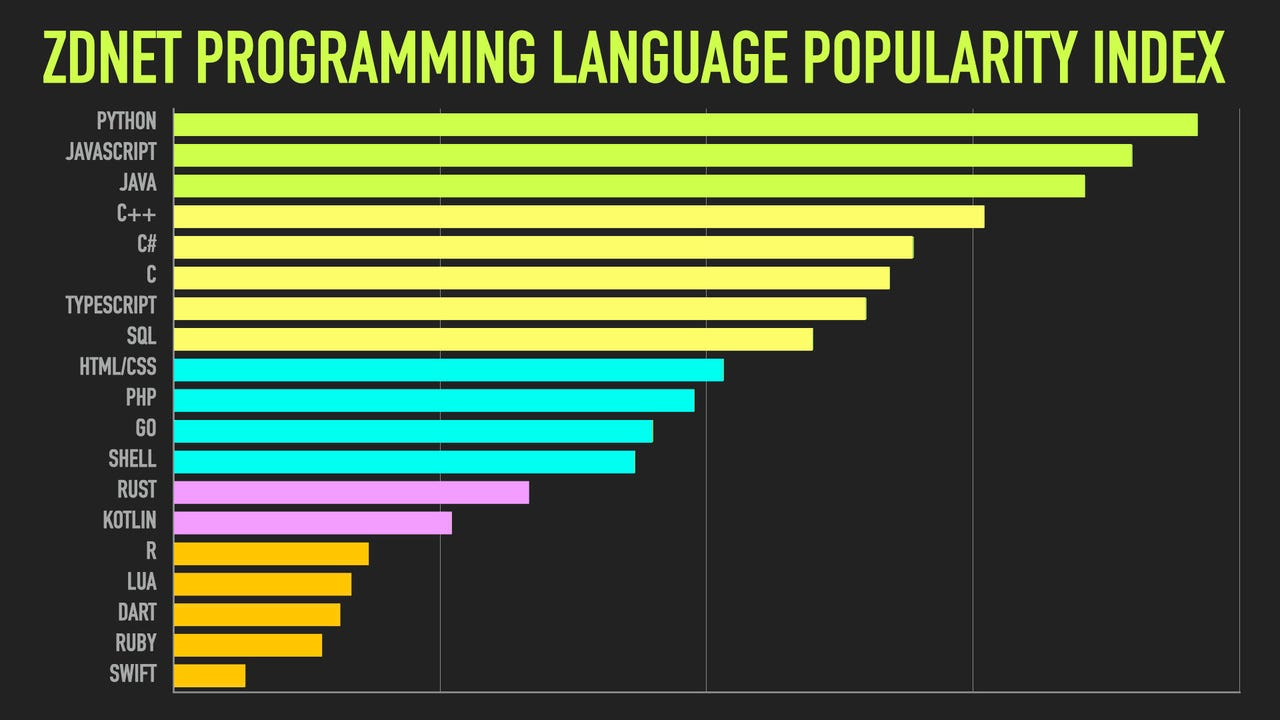 ZDNET PROGRAMMING LANGUAGE POPULARITY INDEX
PYTHON
JAVASCRIPT
JAVA
C++
C#
C
TYPESCRIPT
SQL
HTML/CSS
PHP
GO
SHELL
RUST
KOTLIN
R
LUA
DART
RUBY
SWIFT